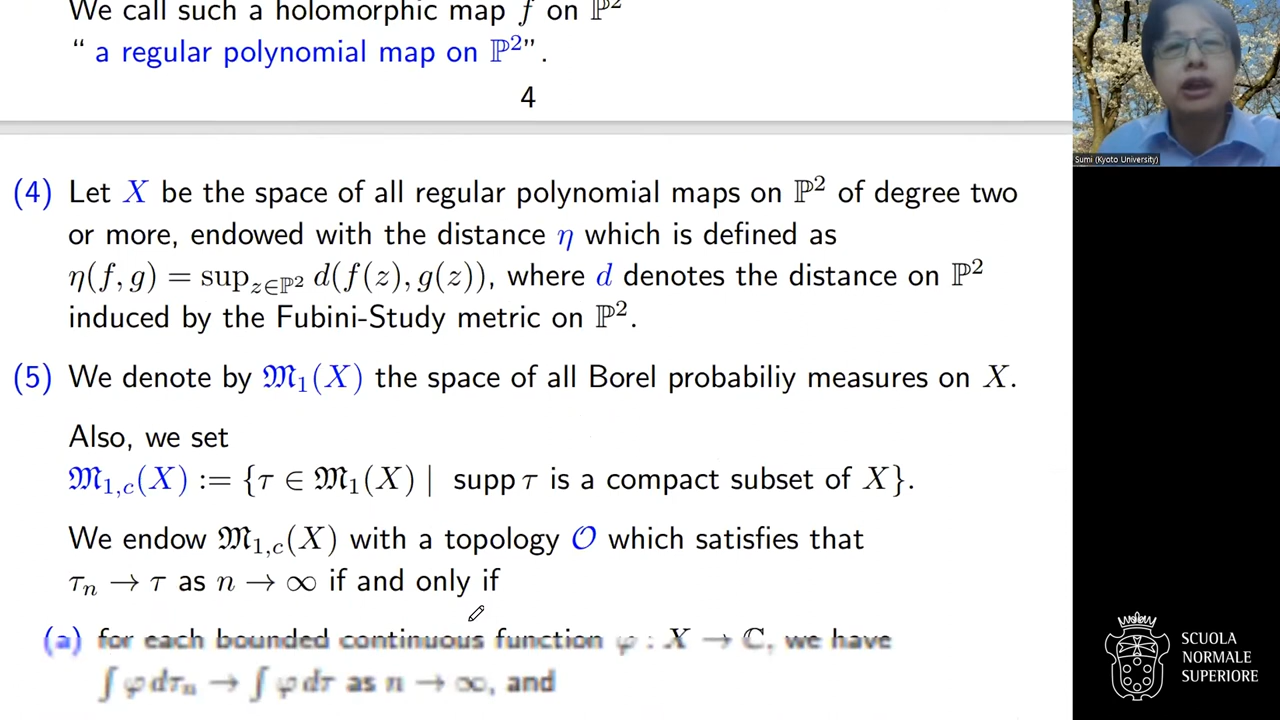 We call such a holomorphic map f on ℙ²
“ a regular polynomial map on ℙ²”.
4
(4) Let X be the space of all regular polynomial maps on ℙ² of degree two
or more, endowed with the distance η which is defined as
η(f, g) = sup_{z∈ℙ²} d(f(z), g(z)), where d denotes the distance on ℙ²
induced by the Fubini-Study metric on ℙ².
(5) We denote by 𝔐₁(X) the space of all Borel probabiliy measures on X.
Also, we set
𝔐_{1,c}(X) := {τ ∈ 𝔐₁(X) | supp τ is a compact subset of X}.
We endow 𝔐_{1,c}(X) with a topology 𝒪 which satisfies that
τₙ → τ as n → ∞ if and only if
(a) for each bounded continuous function φ : X → ℂ, we have
∫ φ dτₙ → ∫ φ dτ as n → ∞, and
Sumi (Kyoto University)
SCUOLA
NORMALE
SUPERIORE